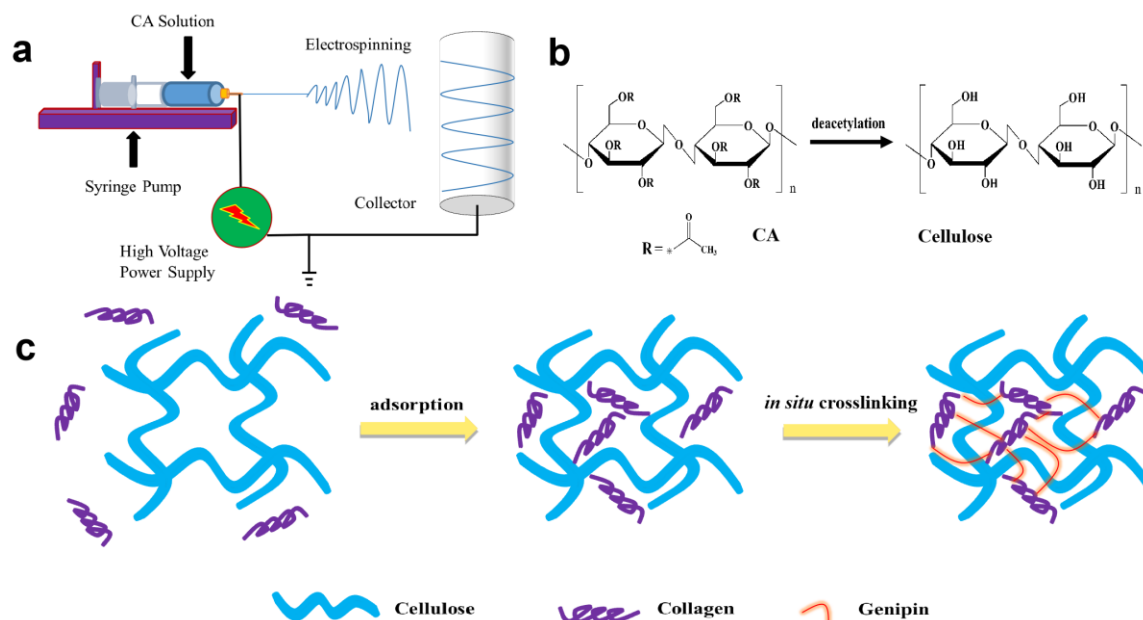 a
CA Solution
Electrospinning
Syringe Pump
Collector
High Voltage
Power Supply
b
OR
OR
O
O
O
O
O
OR
OR
OR
OR
n
deacetylation
OH
OH
O
O
O
O
O
OH
OH
OH
OH
n
R=
*
O
CH3
CA
Cellulose
c
adsorption
in situ crosslinking
Cellulose
Collagen
Genipin